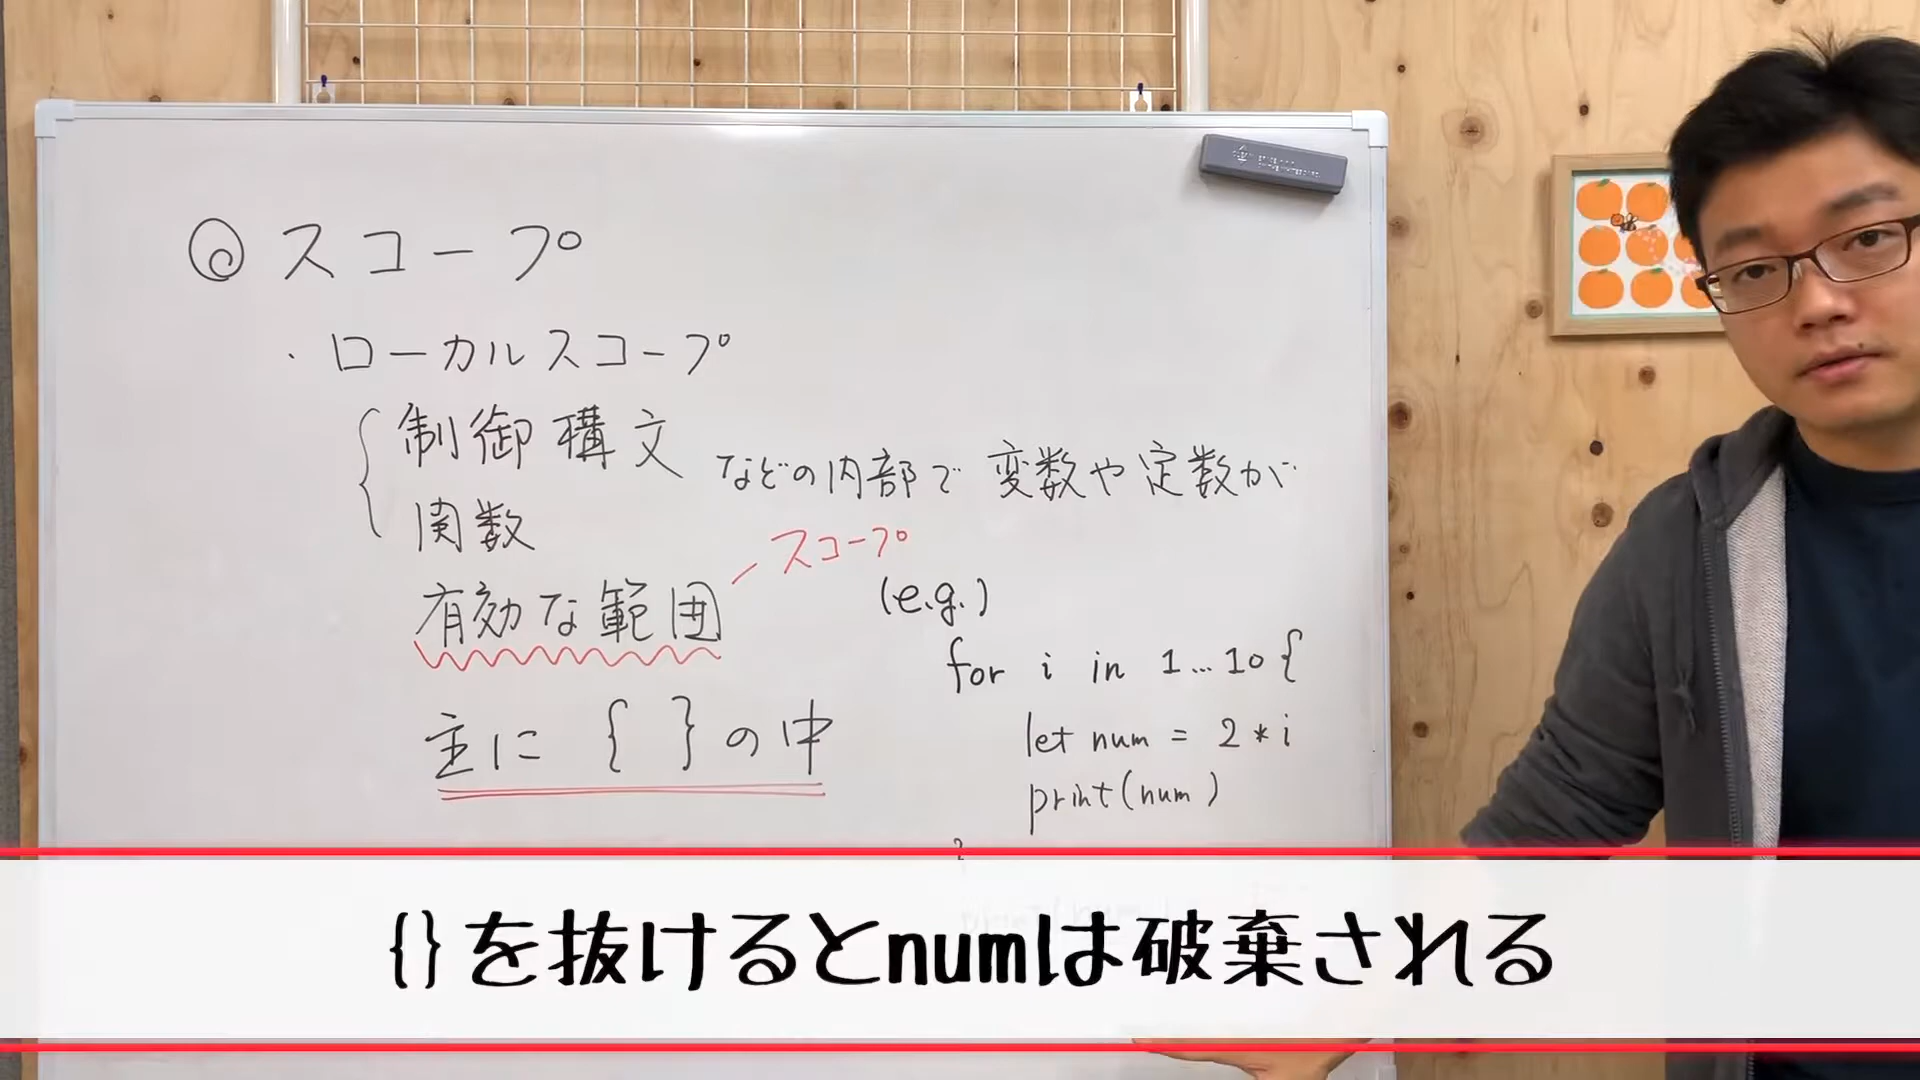 ◎ スコープ
・ローカルスコープ
制御構文
関数
などの内部で 変数や定数が
スコープ
有効な範囲
(e.g.)
for i in 1...10 {
let num = 2 * i
print(num)
}
主に { } の中
{}を抜けるとnumは破棄される